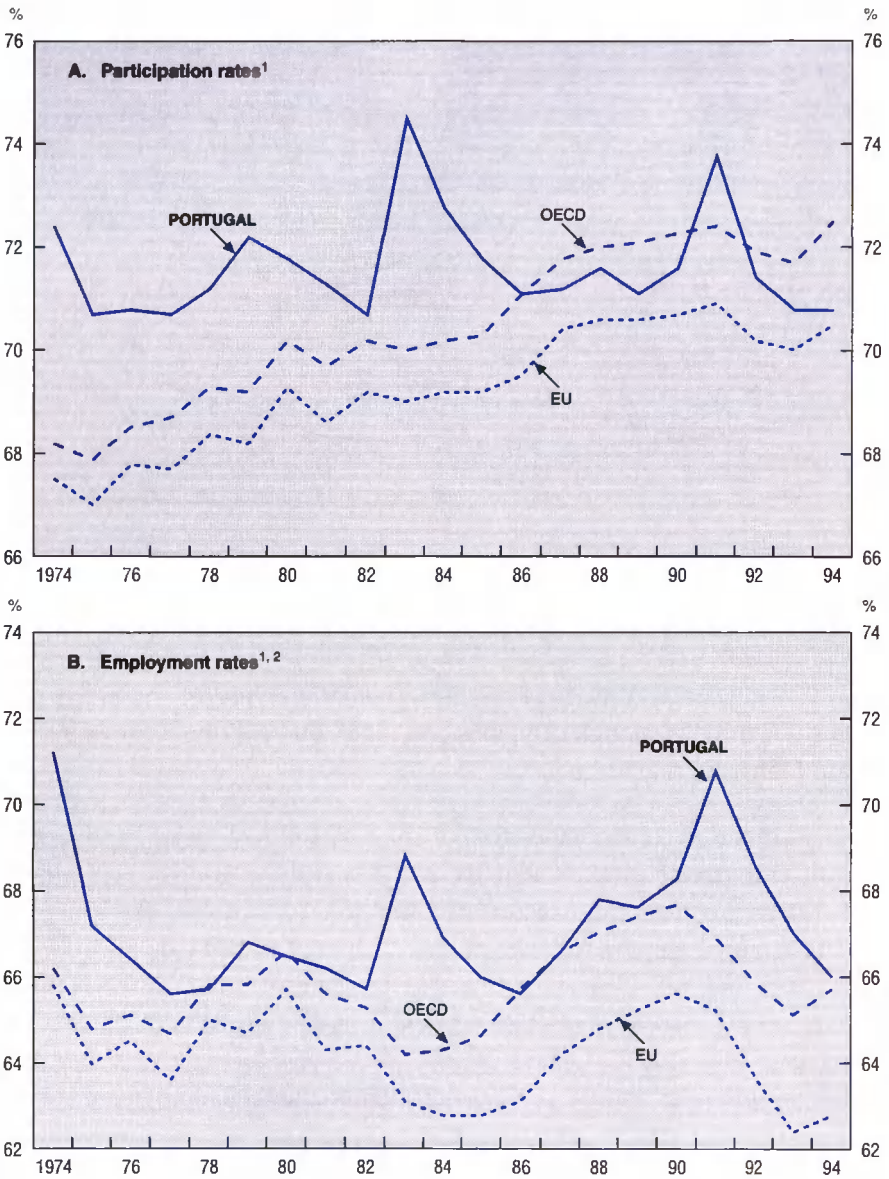 % %
76 76
A. Participation rates¹
74 74
PORTUGAL
OECD
72 72
70 70
EU
68 68
66 66
1974 76 78 80 82 84 86 88 90 92 94
% %
74 74
B. Employment rates¹, ²
72 72
PORTUGAL
70 70
68 68
66 66
OECD
EU
64 64
62 62
1974 76 78 80 82 84 86 88 90 92 94